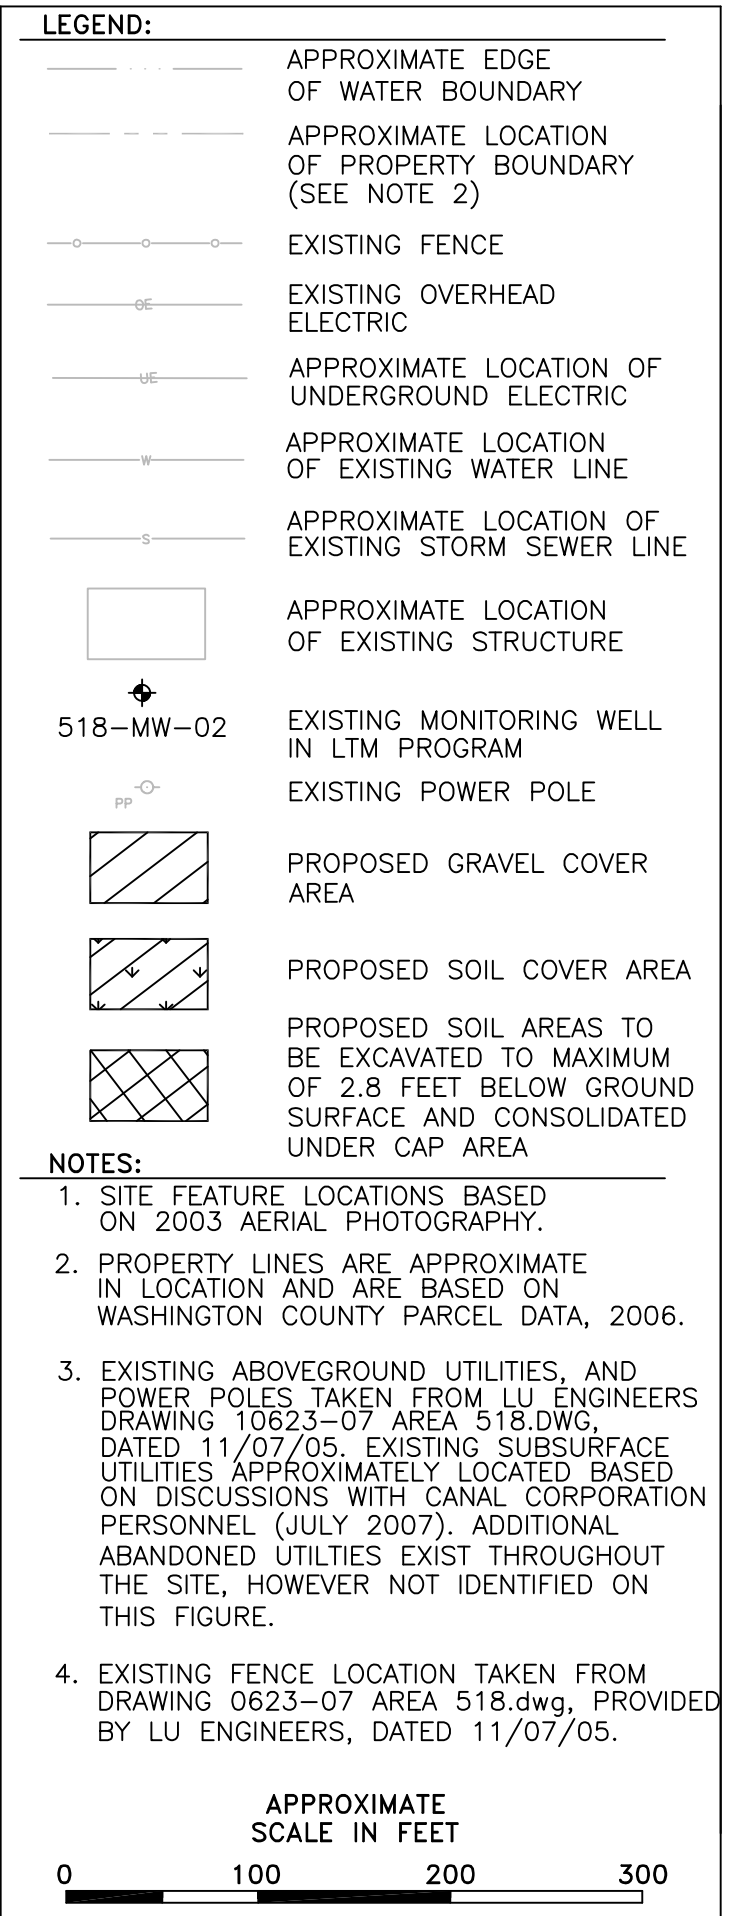 LEGEND:
APPROXIMATE EDGE
OF WATER BOUNDARY
APPROXIMATE LOCATION
OF PROPERTY BOUNDARY
(SEE NOTE 2)
EXISTING FENCE
OE
EXISTING OVERHEAD
ELECTRIC
UE
APPROXIMATE LOCATION OF
UNDERGROUND ELECTRIC
W
APPROXIMATE LOCATION
OF EXISTING WATER LINE
S
APPROXIMATE LOCATION OF
EXISTING STORM SEWER LINE
APPROXIMATE LOCATION
OF EXISTING STRUCTURE
518-MW-02
EXISTING MONITORING WELL
IN LTM PROGRAM
PP
EXISTING POWER POLE
PROPOSED GRAVEL COVER
AREA
PROPOSED SOIL COVER AREA
PROPOSED SOIL AREAS TO
BE EXCAVATED TO MAXIMUM
OF 2.8 FEET BELOW GROUND
SURFACE AND CONSOLIDATED
UNDER CAP AREA
NOTES:
1. SITE FEATURE LOCATIONS BASED
ON 2003 AERIAL PHOTOGRAPHY.
2. PROPERTY LINES ARE APPROXIMATE
IN LOCATION AND ARE BASED ON
WASHINGTON COUNTY PARCEL DATA, 2006.
3. EXISTING ABOVEGROUND UTILITIES, AND
POWER POLES TAKEN FROM LU ENGINEERS
DRAWING 10623-07 AREA 518.DWG,
DATED 11/07/05. EXISTING SUBSURFACE
UTILITIES APPROXIMATELY LOCATED BASED
ON DISCUSSIONS WITH CANAL CORPORATION
PERSONNEL (JULY 2007). ADDITIONAL
ABANDONED UTILTIES EXIST THROUGHOUT
THE SITE, HOWEVER NOT IDENTIFIED ON
THIS FIGURE.
4. EXISTING FENCE LOCATION TAKEN FROM
DRAWING 0623-07 AREA 518.dwg, PROVIDED
BY LU ENGINEERS, DATED 11/07/05.
APPROXIMATE
SCALE IN FEET
0 100 200 300